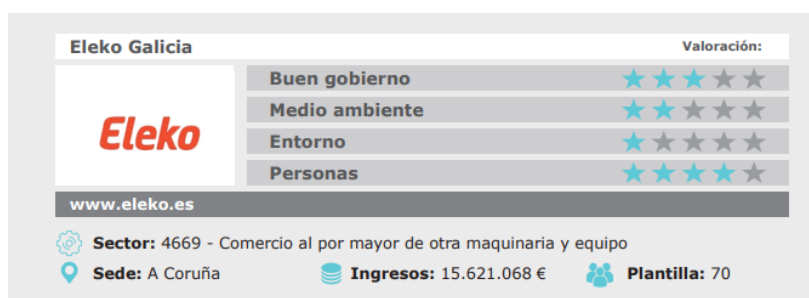 Eleko Galicia Valoración:
Buen gobierno
Medio ambiente
Eleko
Entorno
Personas
www.eleko.es
Sector: 4669 - Comercio al por mayor de otra maquinaria y equipo
Sede: A Coruña Ingresos: 15.621.068 € Plantilla: 70